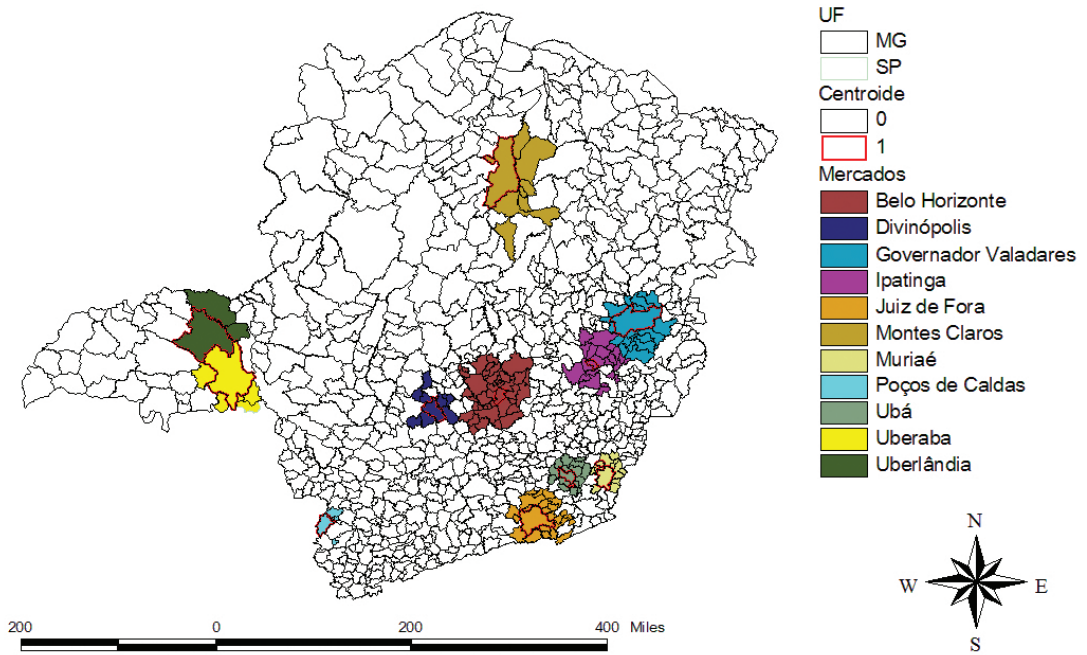 UF
MG
SP
Centroide
0
1
Mercados
Belo Horizonte
Divinópolis
Governador Valadares
Ipatinga
Juiz de Fora
Montes Claros
Muriaé
Poços de Caldas
Ubá
Uberaba
Uberlândia
N
W E
S
200 0 200 400 Miles